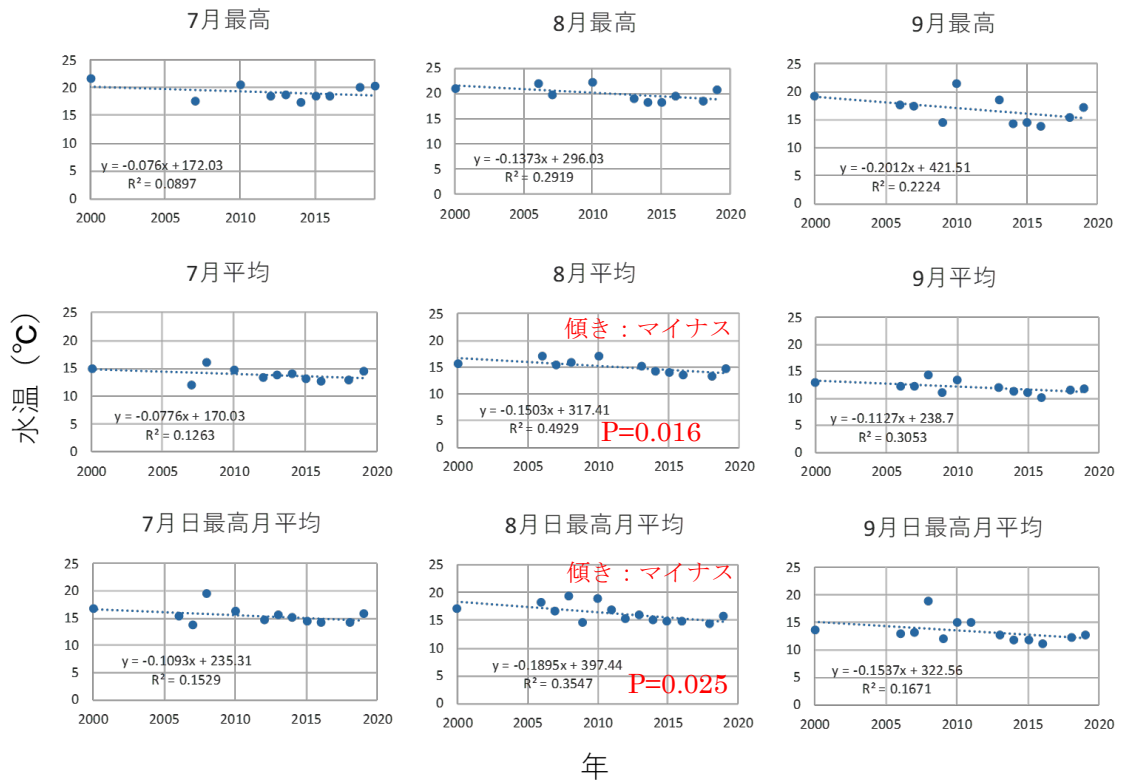 7月最高
25
20
15
10
5
0
y = -0.076x + 172.03
R² = 0.0897
2000
2005
2010
2015
8月最高
25
20
15
10
5
0
y = -0.1373x + 296.03
R² = 0.2919
2000
2005
2010
2015
2020
9月最高
25
20
15
10
5
0
y = -0.2012x + 421.51
R² = 0.2224
2000
2005
2010
2015
2020
水温（℃）
7月平均
25
20
15
10
5
0
y = -0.0776x + 170.03
R² = 0.1263
2000
2005
2010
2015
2020
8月平均
傾き：マイナス
25
20
15
10
5
0
y = -0.1503x + 317.41
R² = 0.4929
P=0.016
2000
2005
2010
2015
2020
9月平均
25
20
15
10
5
0
y = -0.1127x + 238.7
R² = 0.3053
2000
2005
2010
2015
2020
7月日最高月平均
25
20
15
10
5
0
y = -0.1093x + 235.31
R² = 0.1529
2000
2005
2010
2015
2020
8月日最高月平均
傾き：マイナス
25
20
15
10
5
0
y = -0.1895x + 397.44
R² = 0.3547
P=0.025
2000
2005
2010
2015
2020
9月日最高月平均
25
20
15
10
5
0
y = -0.1537x + 322.56
R² = 0.1671
2000
2005
2010
2015
2020
年